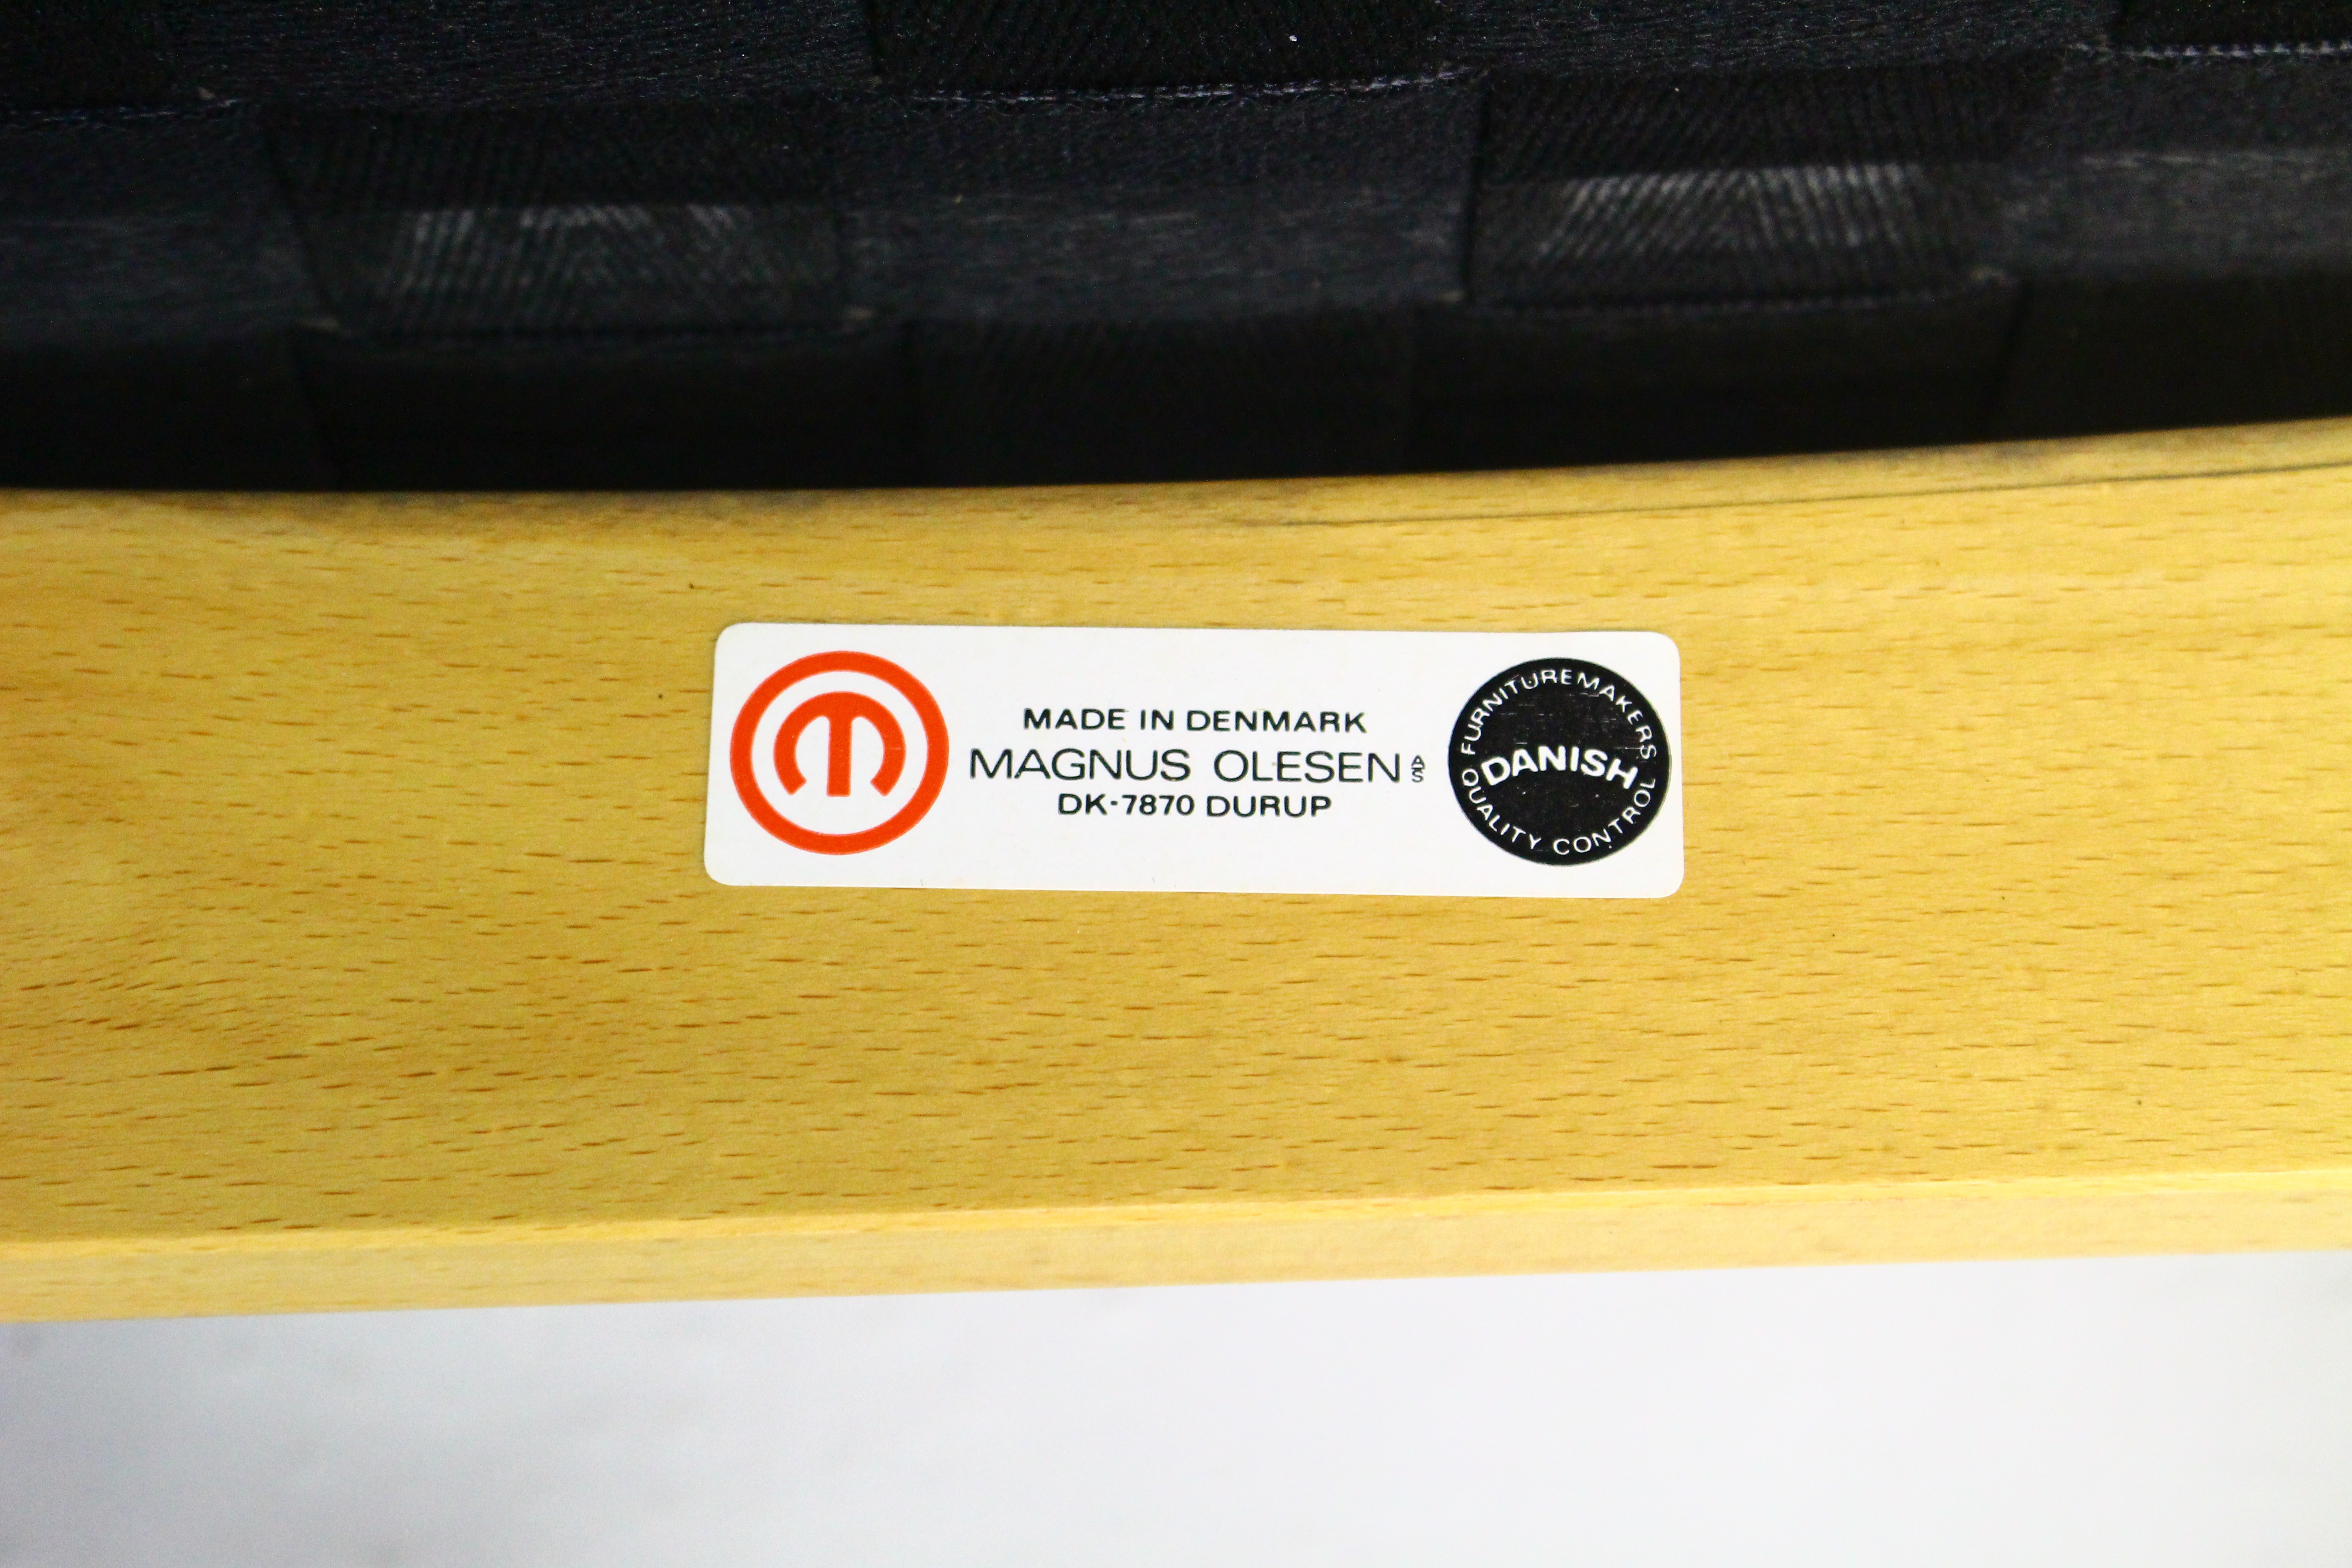 MADE IN DENMARK
MAGNUS OLESEN A/S
DK-7870 DURUP
FURNITUREMAKERS
DANISH
QUALITY CONTROL